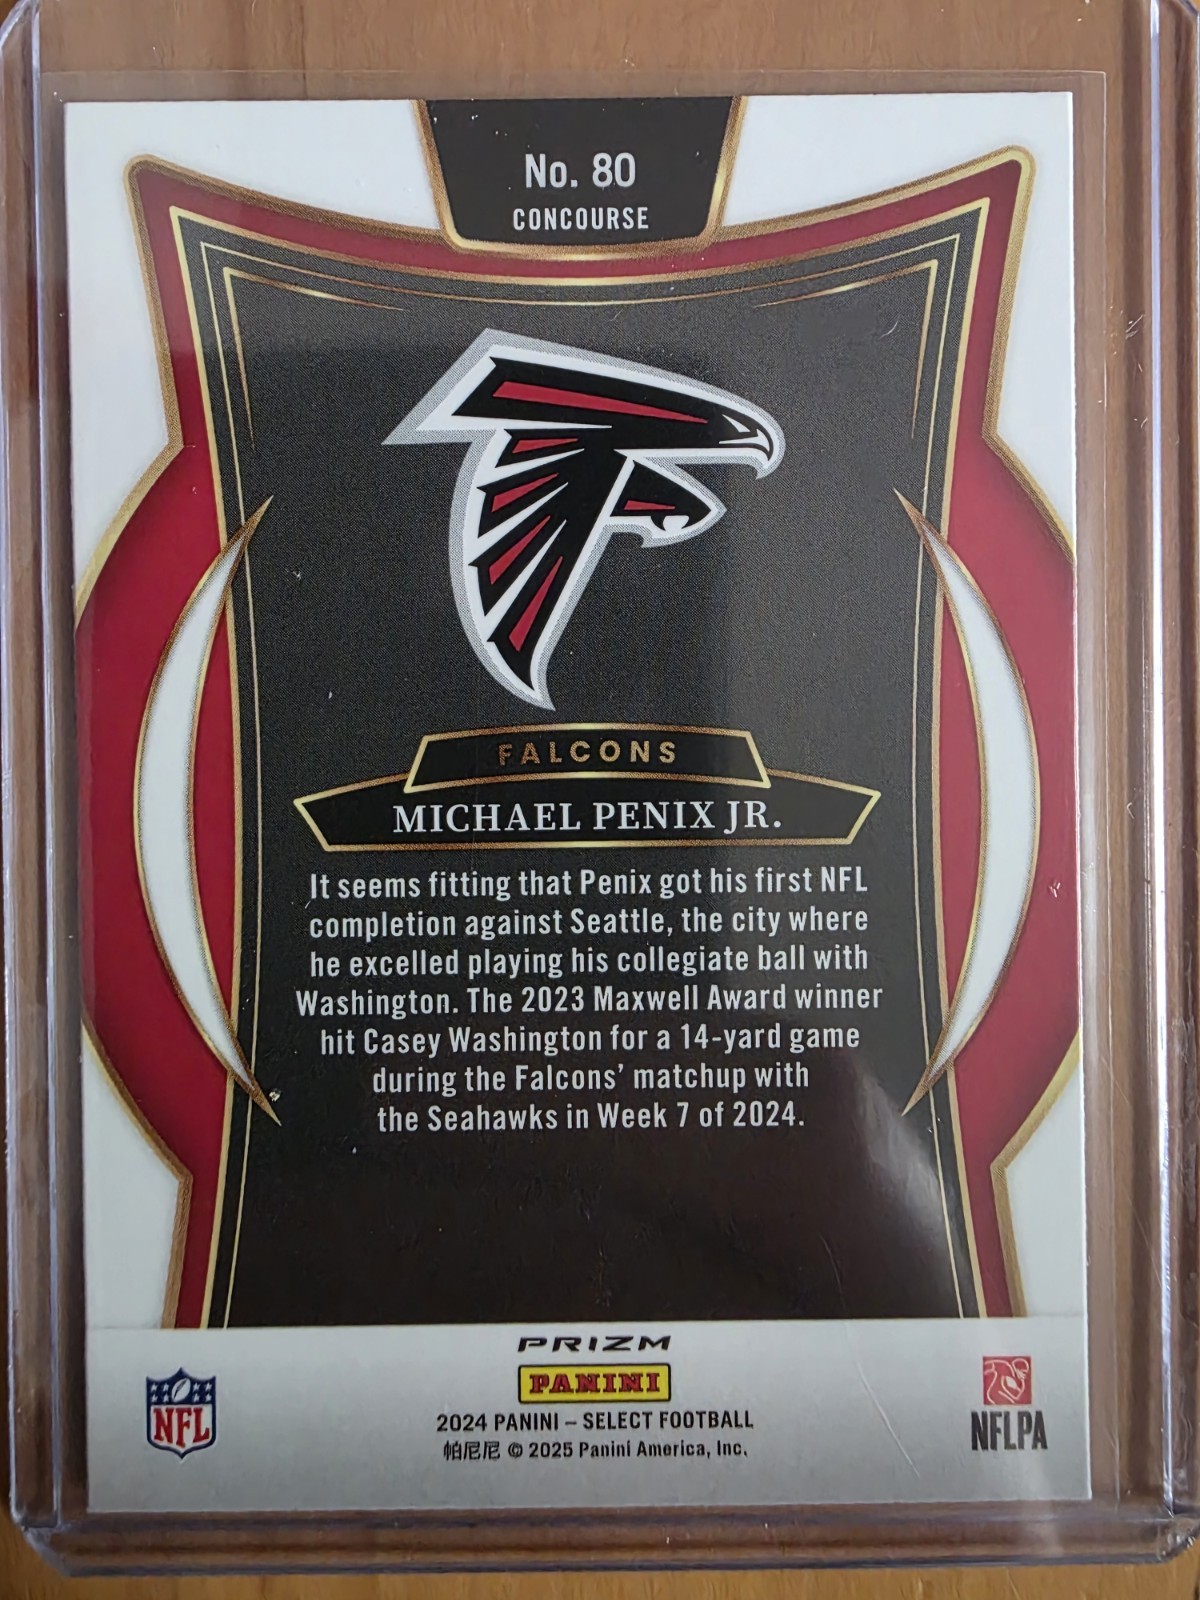 No. 80
CONCOURSE
FALCONS
MICHAEL PENIX JR.
It seems fitting that Penix got his first NFL
completion against Seattle, the city where
he excelled playing his collegiate ball with
Washington. The 2023 Maxwell Award winner
hit Casey Washington for a 14-yard game
during the Falcons' matchup with
the Seahawks in Week 7 of 2024.
PRIZM
PANINI
NFL
2024 PANINI – SELECT FOOTBALL
帕尼尼 © 2025 Panini America, Inc.
NFLPA